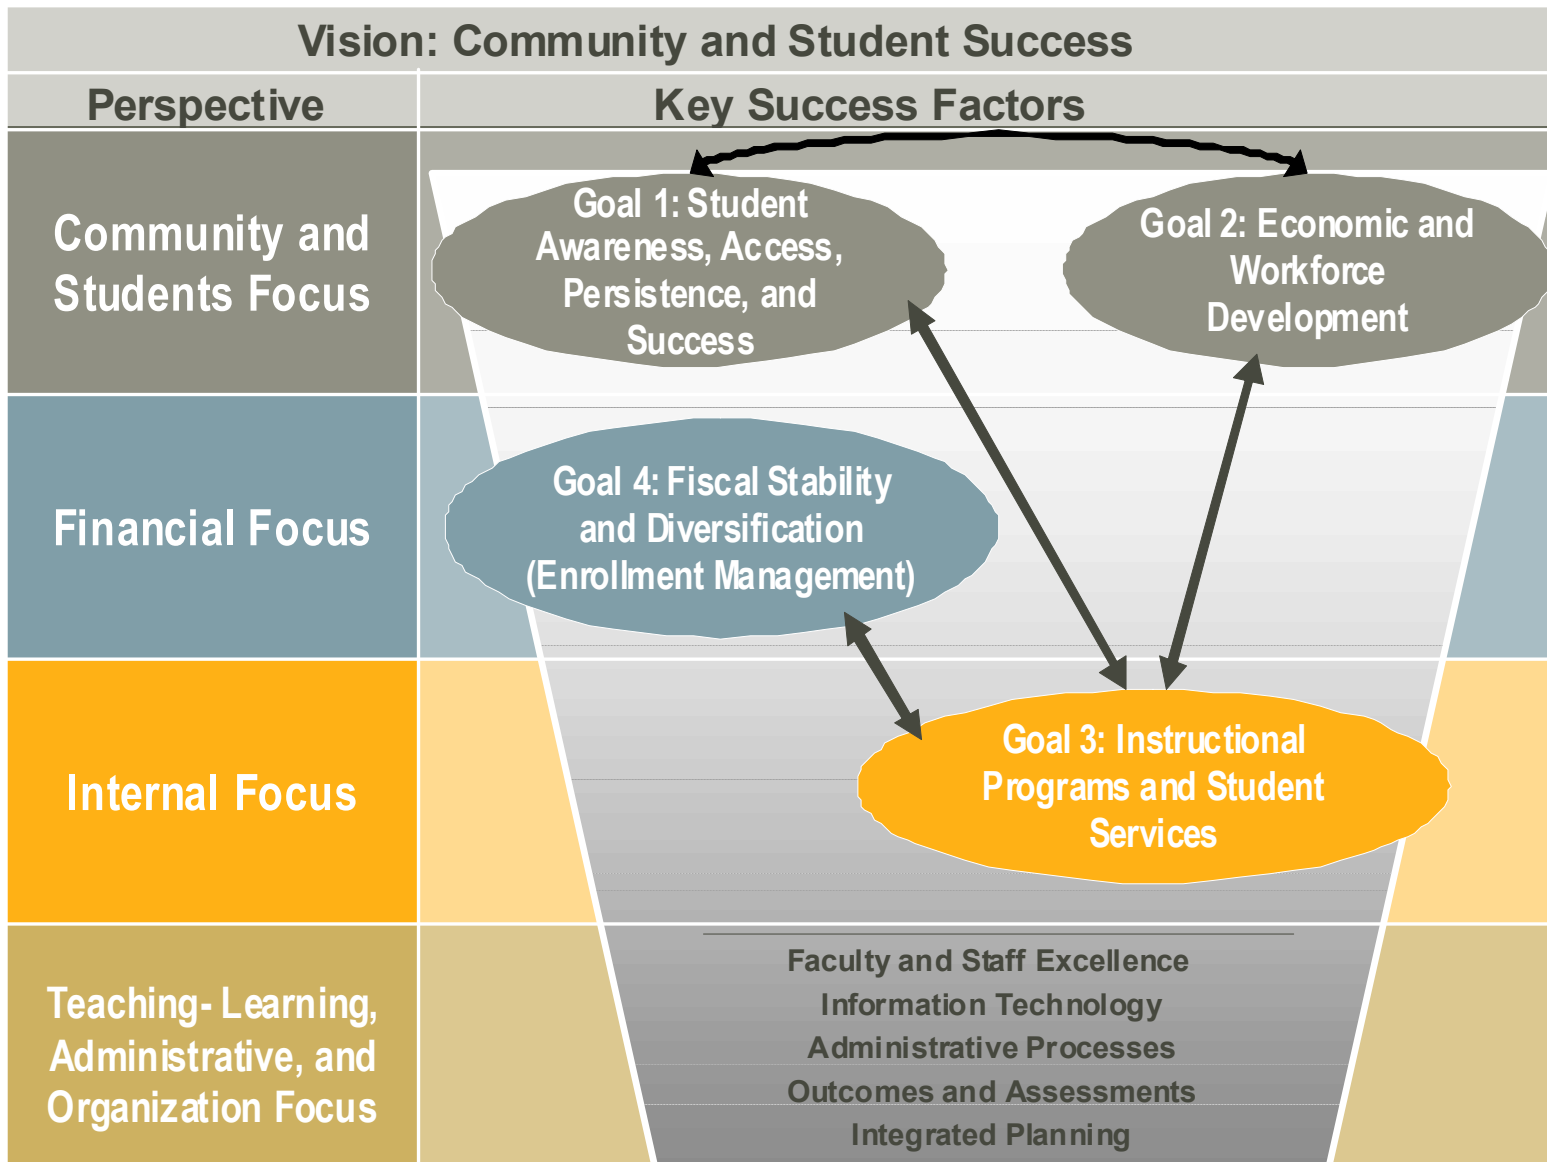 Vision: Community and Student Success
Perspective
Key Success Factors
Community and
Students Focus
Goal 1: Student
Awareness, Access,
Persistence, and
Success
Goal 2: Economic and
Workforce
Development
Financial Focus
Goal 4: Fiscal Stability
and Diversification
(Enrollment Management)
Internal Focus
Goal 3: Instructional
Programs and Student
Services
Teaching- Learning,
Administrative, and
Organization Focus
Faculty and Staff Excellence
Information Technology
Administrative Processes
Outcomes and Assessments
Integrated Planning